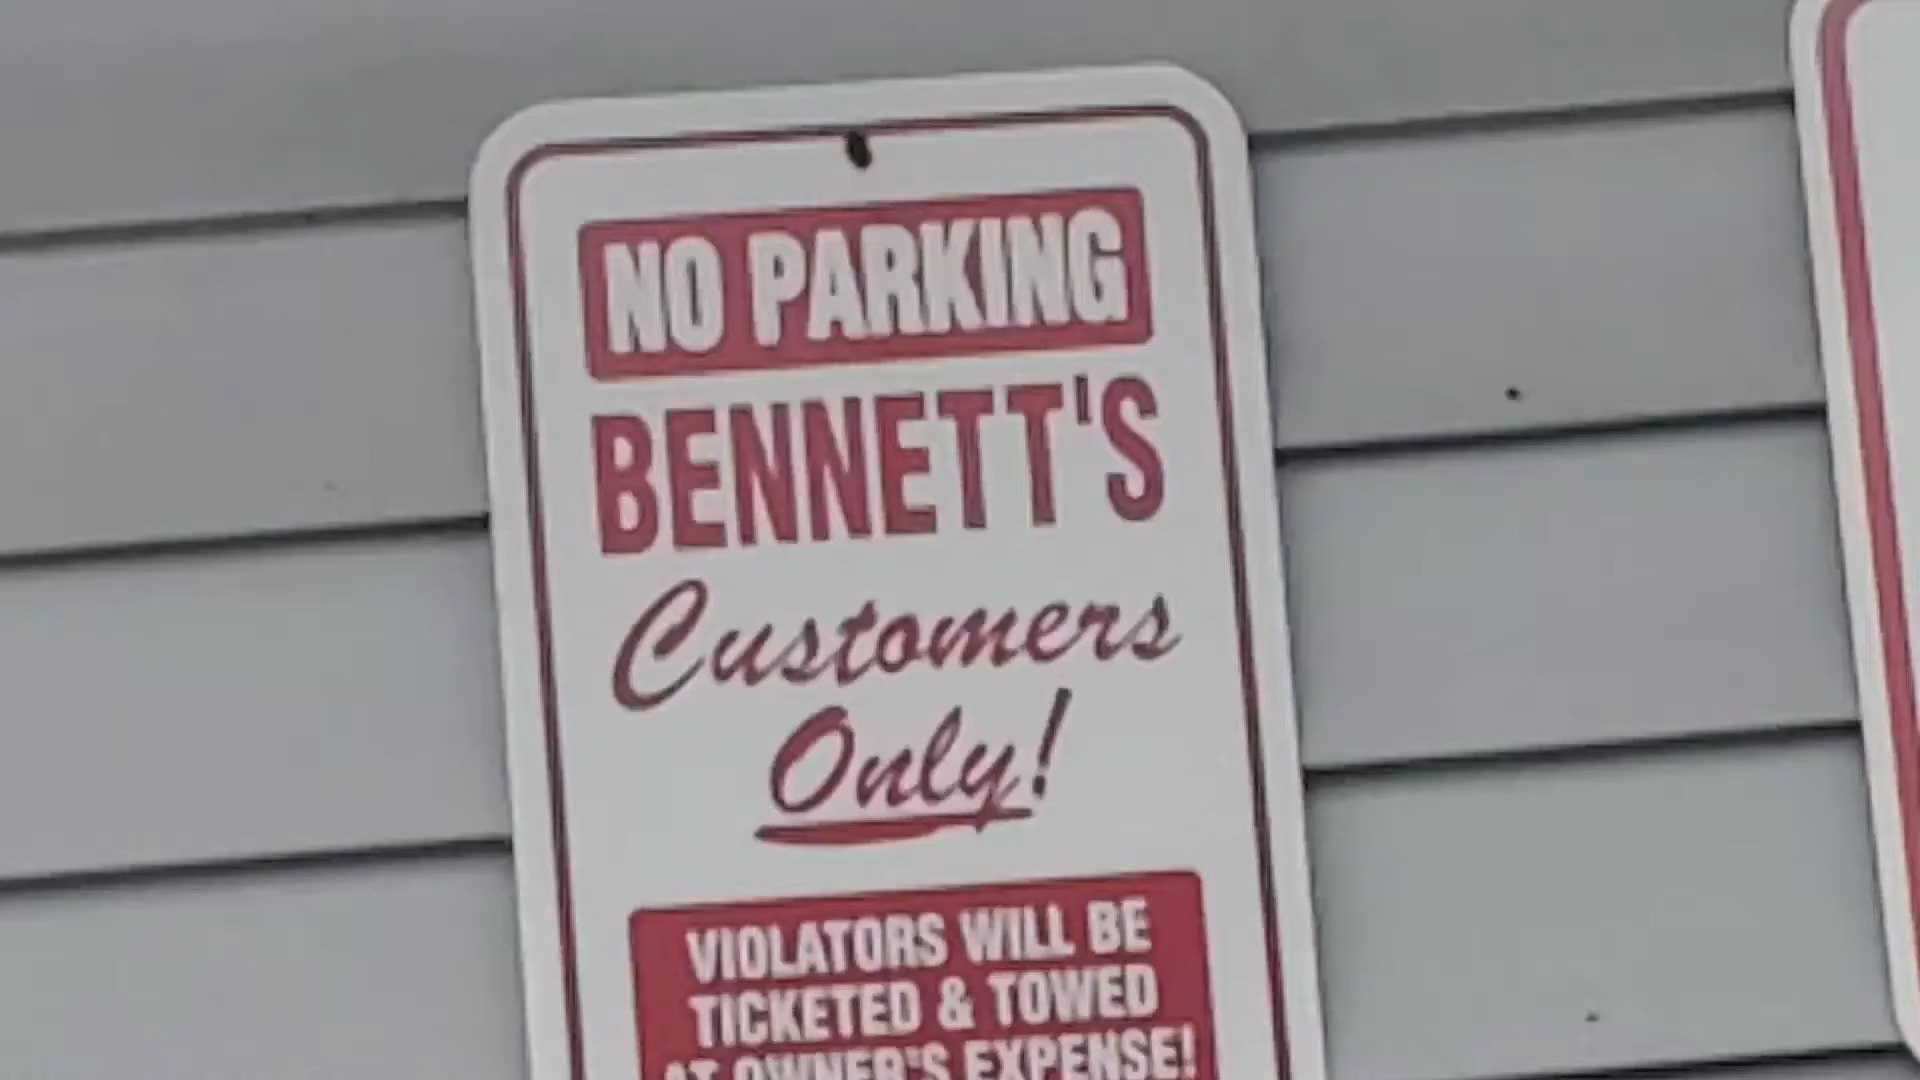 NO PARKING
BENNETT'S
Customers
Only!
VIOLATORS WILL BE
TICKETED & TOWED
AT OWNER'S EXPENSE!